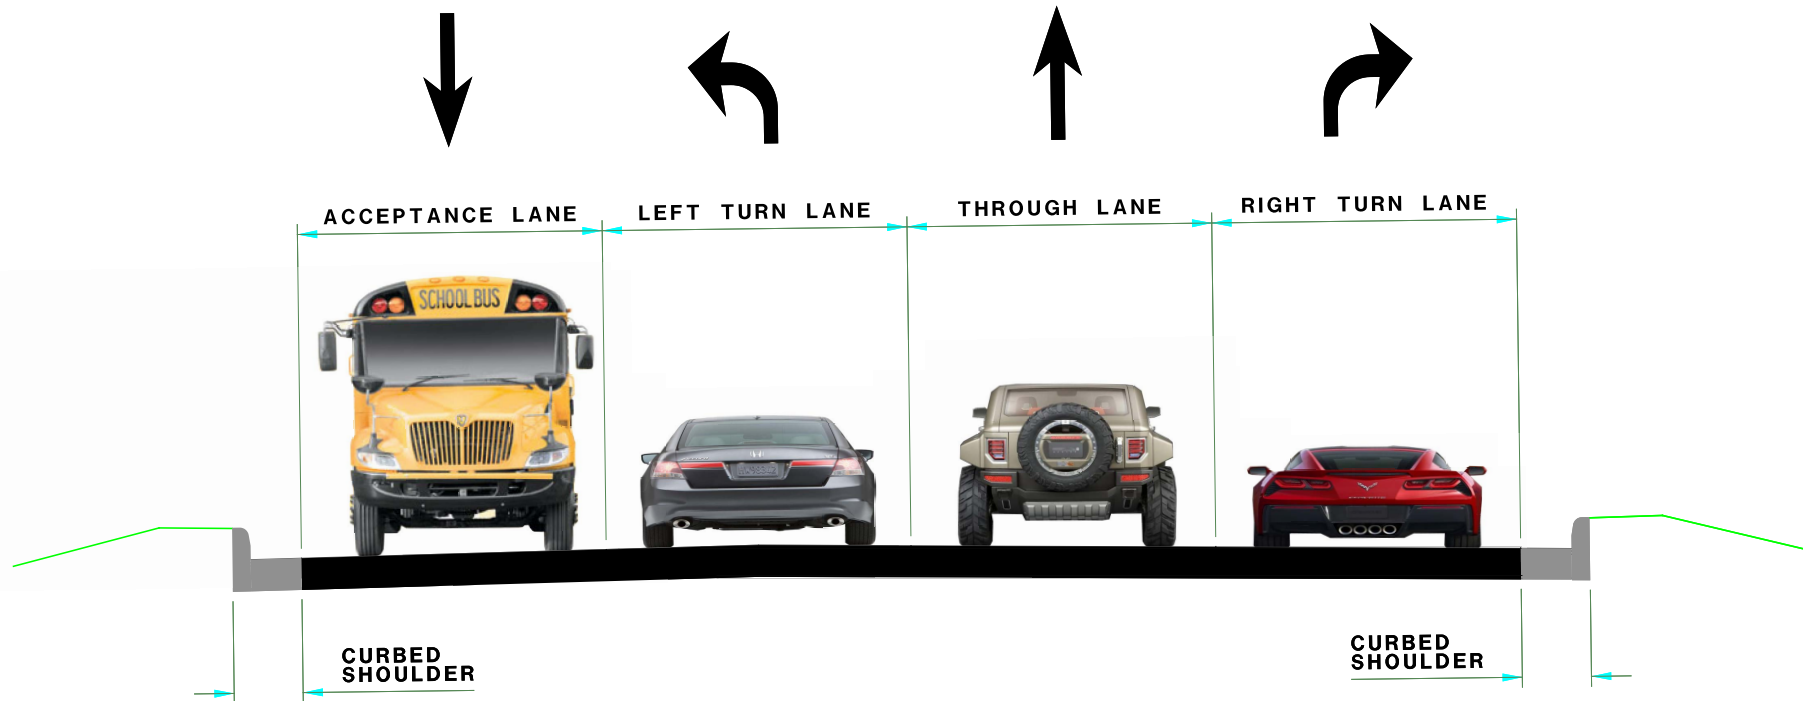 ACCEPTANCE LANE
LEFT TURN LANE
THROUGH LANE
RIGHT TURN LANE
SCHOOL BUS
CURBED
SHOULDER
CURBED
SHOULDER